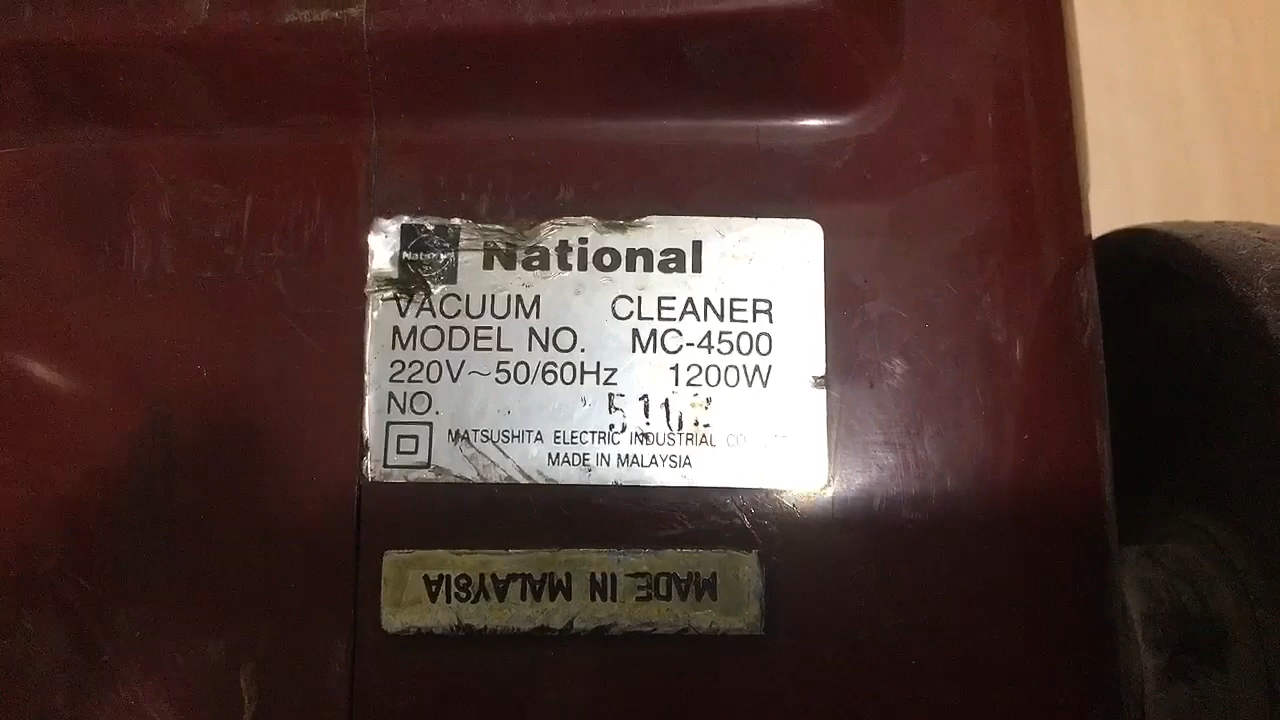 National
National
VACUUM CLEANER
MODEL NO. MC-4500
220V~50/60Hz 1200W
NO.
MATSUSHITA ELECTRIC INDUSTRIAL CO
MADE IN MALAYSIA
MADE IN MALAYSIA